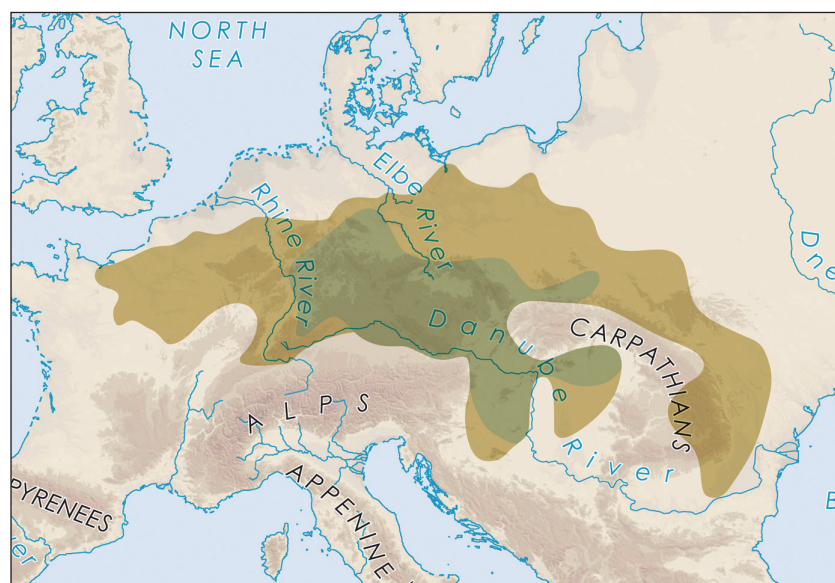 NORTH
SEA
Elbe River
Rhine River
Dne
Danube River
CARPATHIANS
ALPS
APPENINE
PYRENEES
B